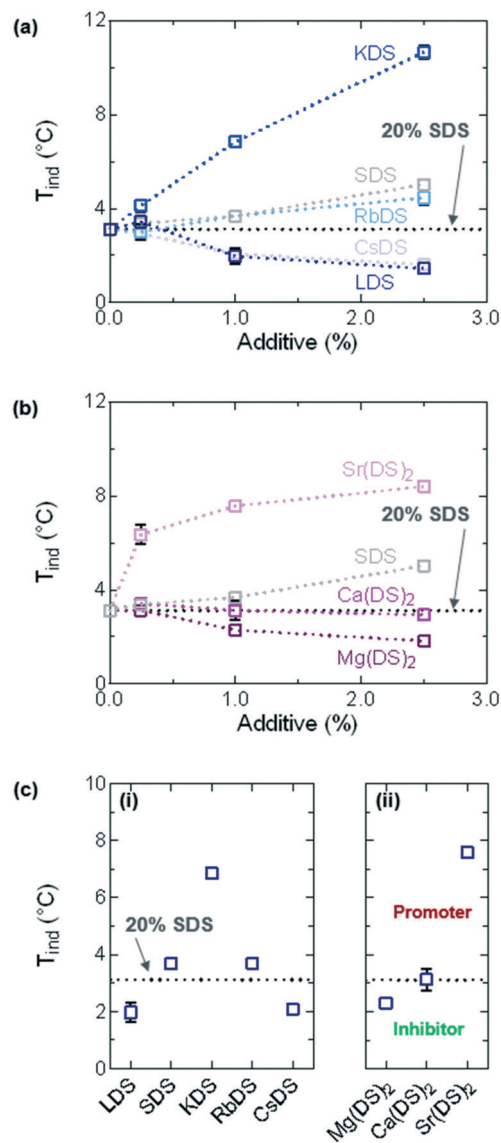 (a)
12
8
4
0
T_ind (°C)
KDS
20% SDS
SDS
RbDS
CsDS
LDS
0.0 1.0 2.0 3.0
Additive (%)
(b)
12
8
4
0
T_ind (°C)
Sr(DS)₂
20% SDS
SDS
Ca(DS)₂
Mg(DS)₂
0.0 1.0 2.0 3.0
Additive (%)
(c)
10
8
6
4
2
0
T_ind (°C)
(i)
20% SDS
LDS
SDS
KDS
RbDS
CsDS
(ii)
Promoter
Inhibitor
Mg(DS)₂
Ca(DS)₂
Sr(DS)₂